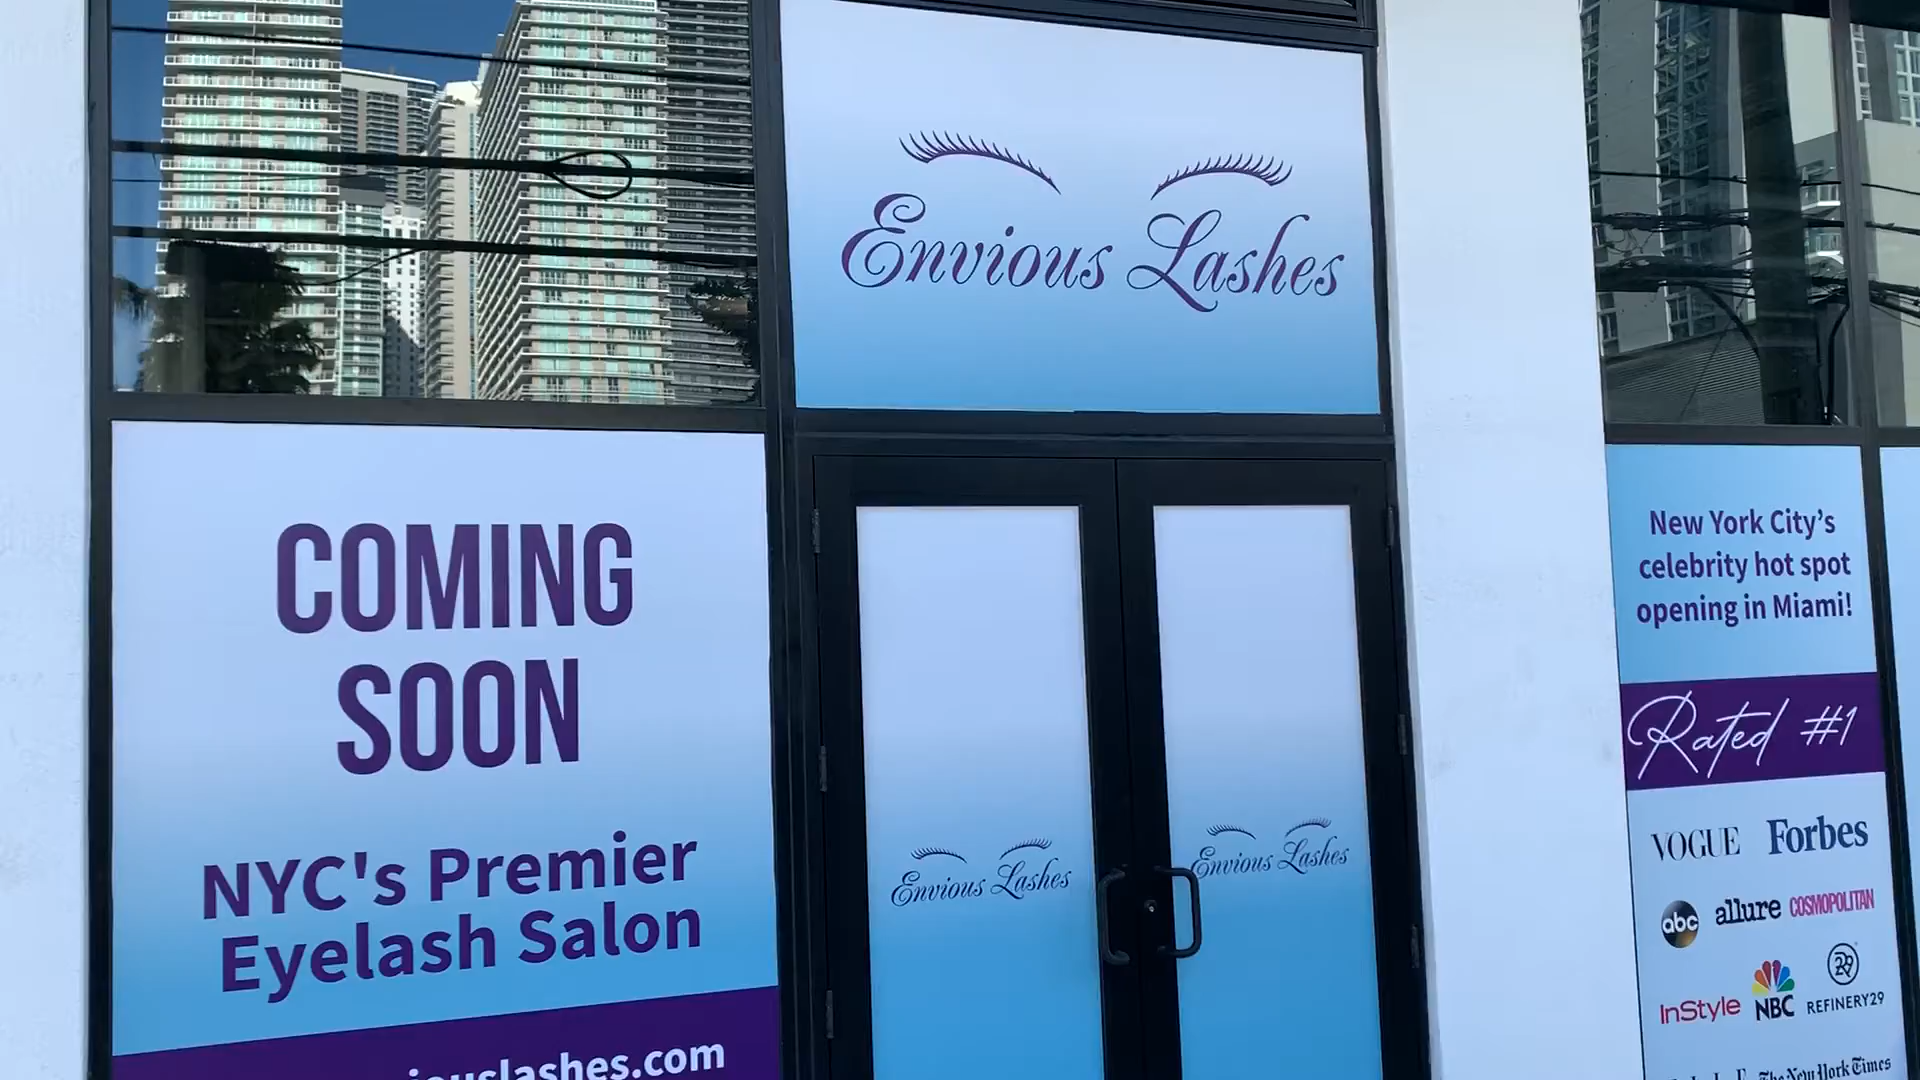 Envious Lashes
COMING
SOON
NYC's Premier
Eyelash Salon
Envious Lashes
Envious Lashes
New York City's
celebrity hot spot
opening in Miami!
Rated #1
VOGUE Forbes
abc allure COSMOPOLITAN
InStyle NBC REFINERY29
The New York Times